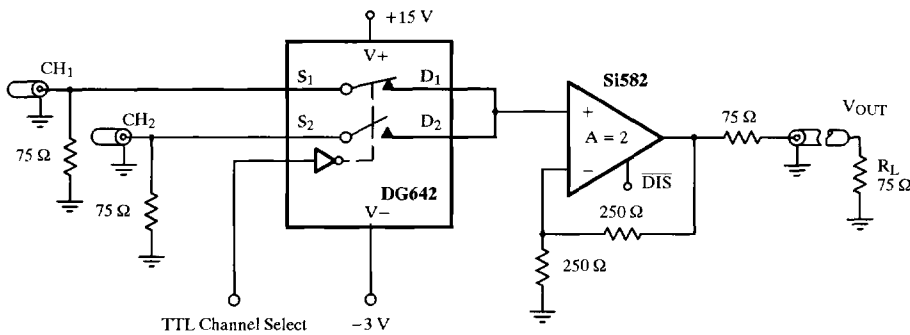 +15 V
V+
CH1
S1
D1
Si582
CH2
S2
D2
+
A = 2
−
75 Ω
VOUT
75 Ω
DIS
RL
75 Ω
DG642
V−
75 Ω
250 Ω
250 Ω
TTL Channel Select
−3 V